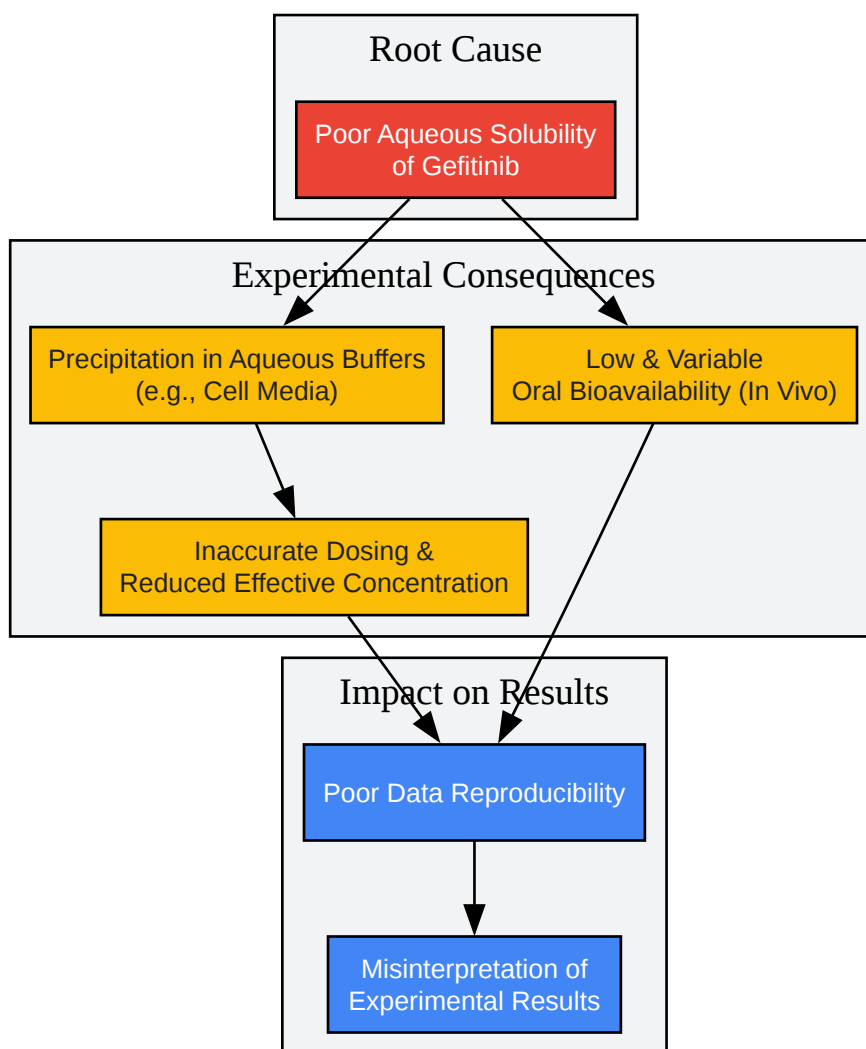 Root Cause
Poor Aqueous Solubility
of Gefitinib
Experimental Consequences
Precipitation in Aqueous Buffers
(e.g., Cell Media)
Low & Variable
Oral Bioavailability (In Vivo)
Inaccurate Dosing &
Reduced Effective Concentration
Impact on Results
Poor Data Reproducibility
Misinterpretation of
Experimental Results